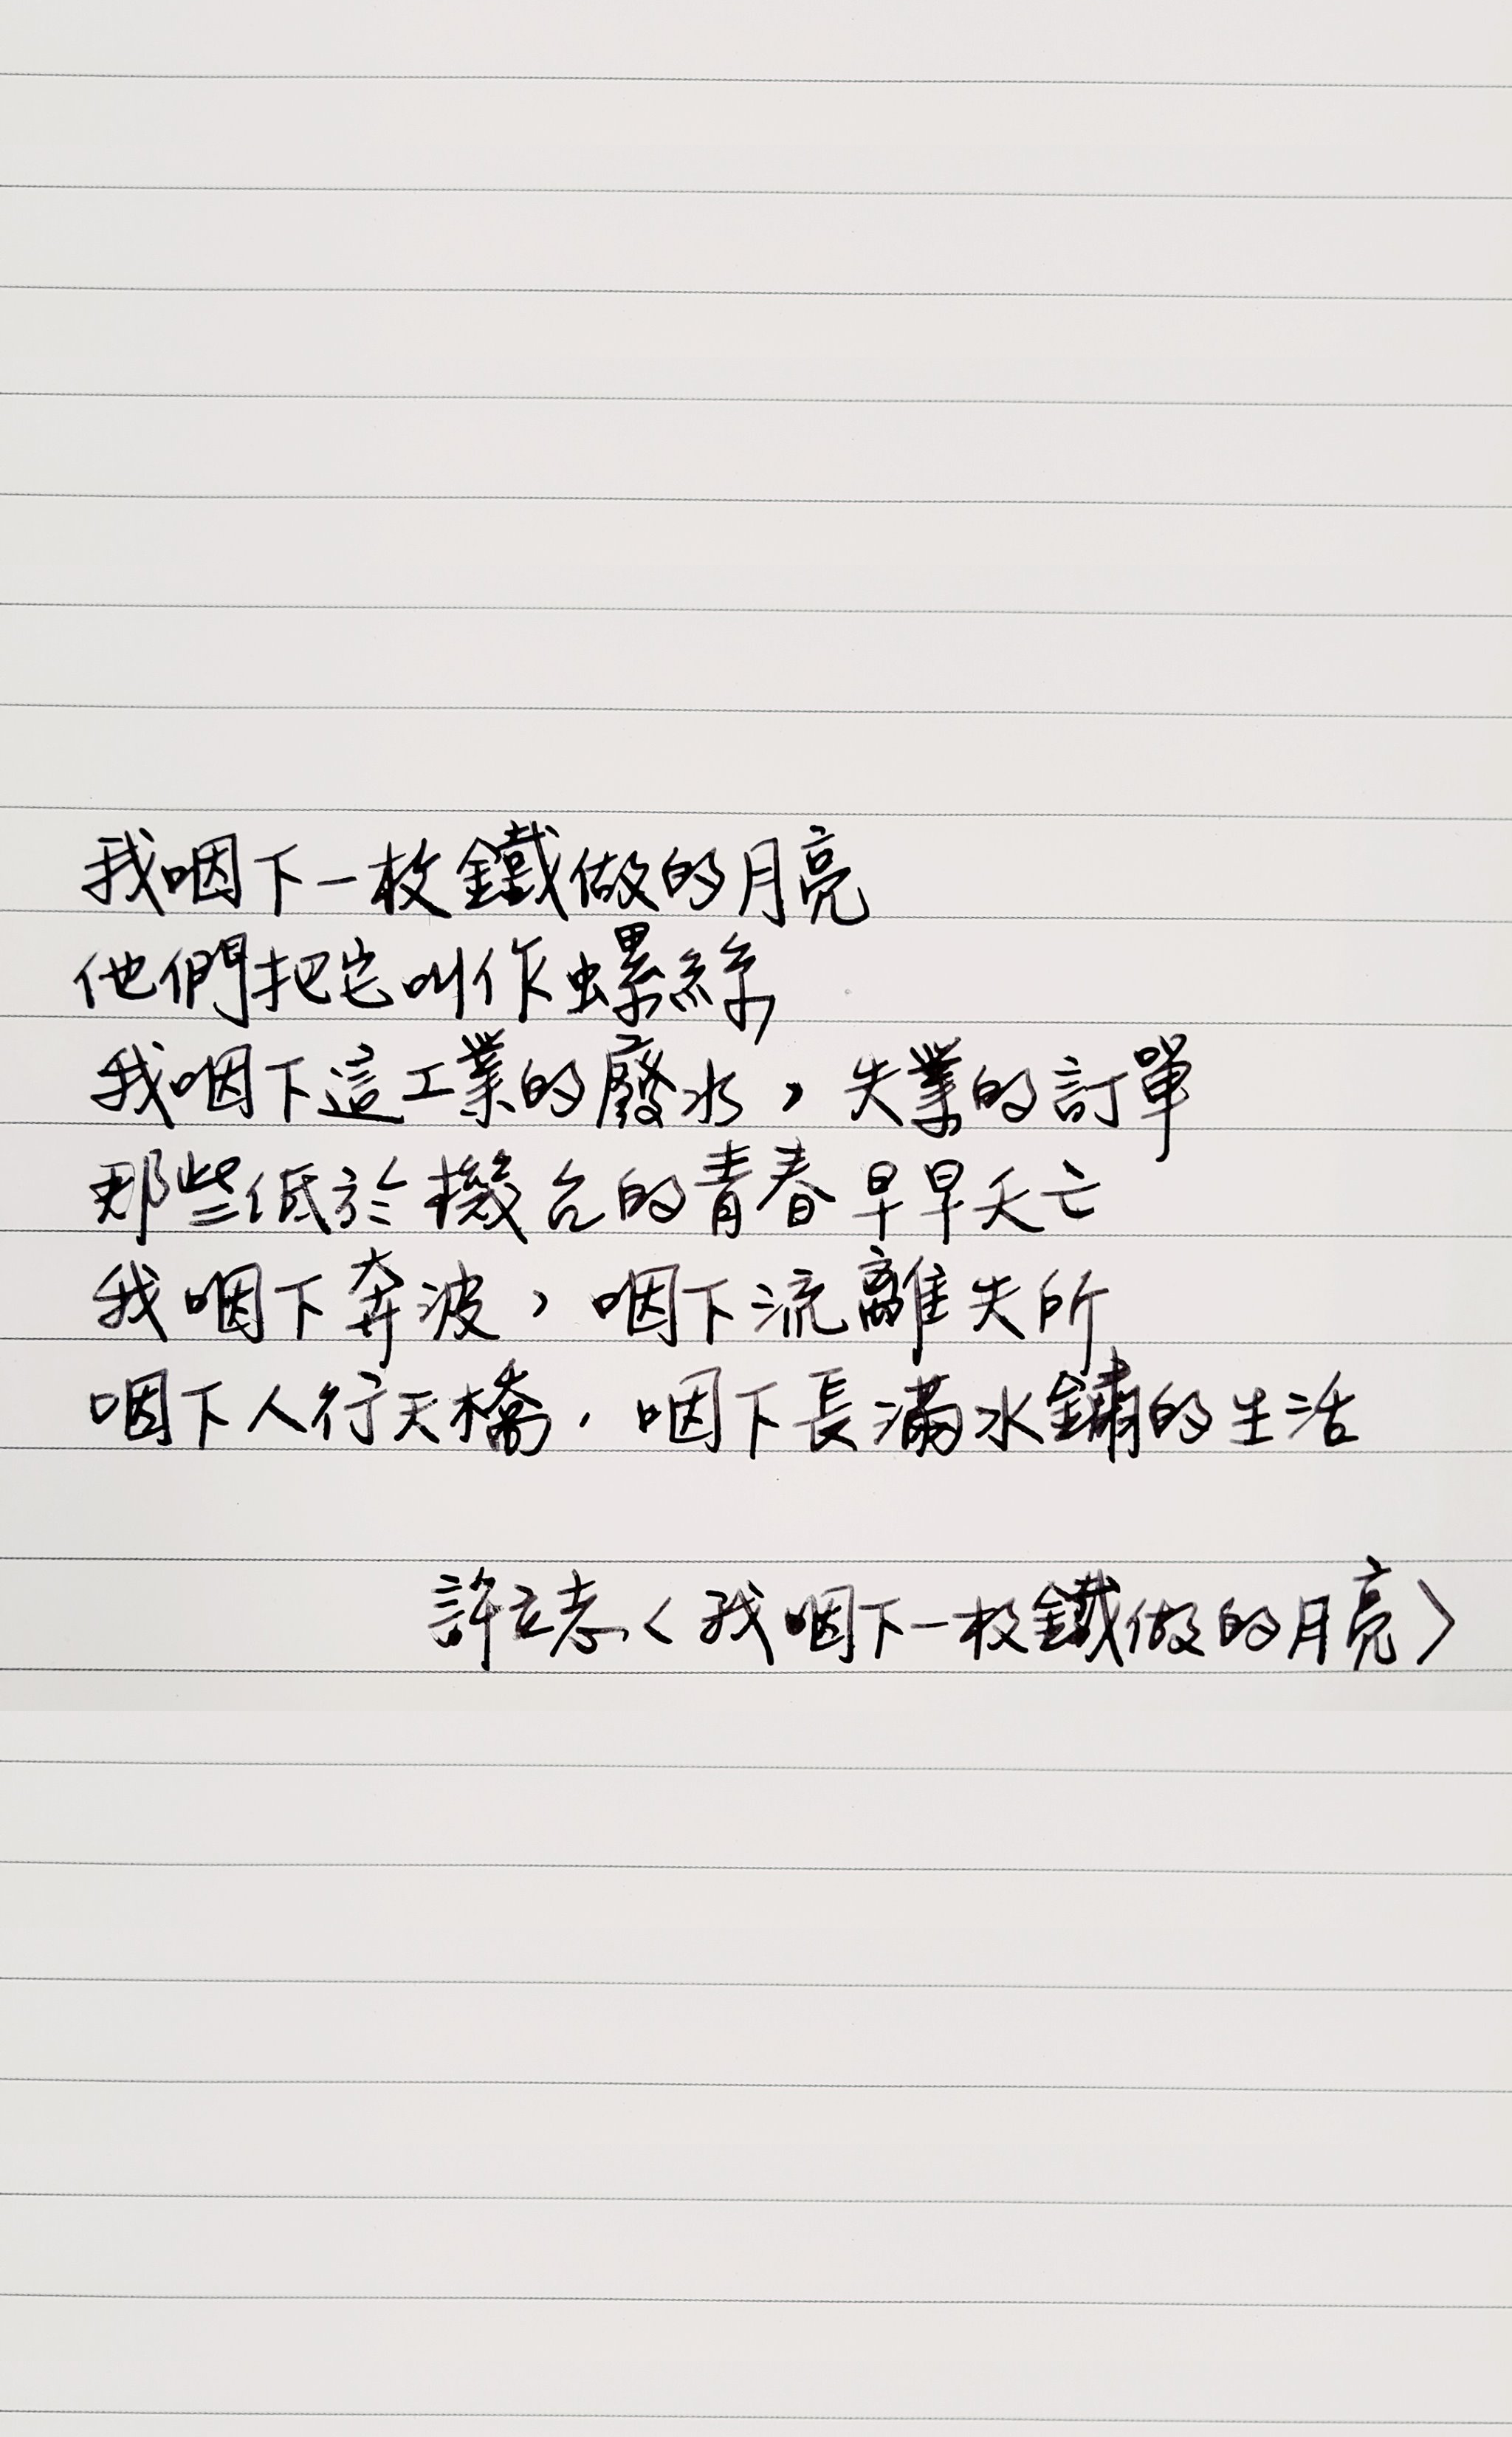 我咽下一枚鐵做的月亮
他們把它叫作螺絲
我咽下這工業的廢水，失業的訂單
那些低於機台的青春早早夭亡
我咽下奔波，咽下流離失所
咽下人行天橋，咽下長滿水鏽的生活
許立志〈我咽下一枚鐵做的月亮〉